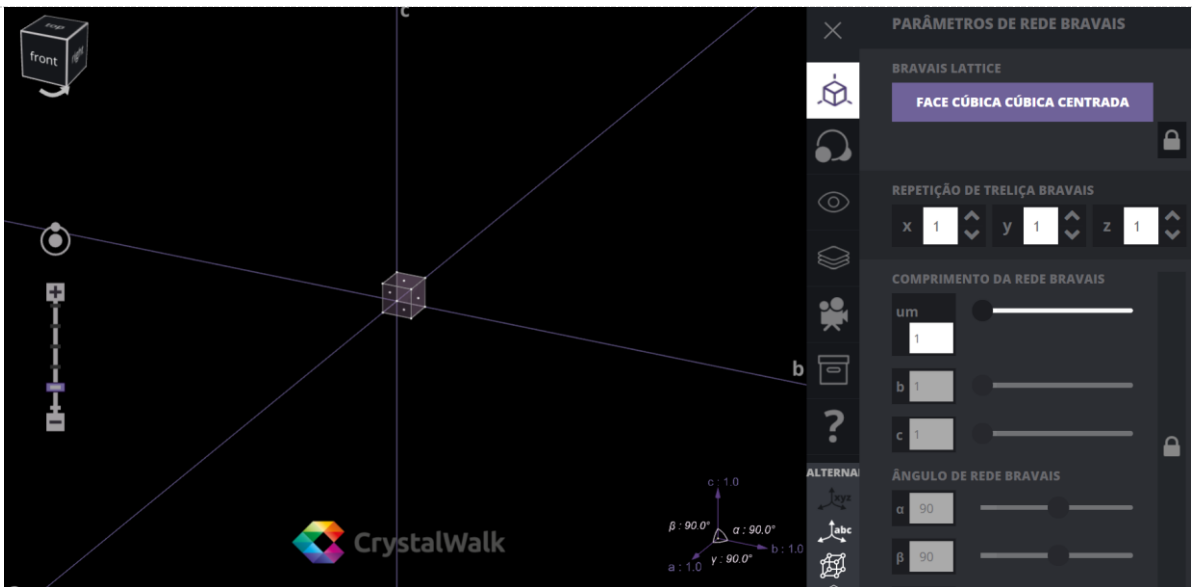 top
front
right
c
b
CrystalWalk
c : 1.0
β : 90.0°
α : 90.0°
b : 1.0
a : 1.0
γ : 90.0°
PARÂMETROS DE REDE BRAVAIS
BRAVAIS LATTICE
FACE CÚBICA CÚBICA CENTRADA
REPETIÇÃO DE TRELIÇA BRAVAIS
x 1 y 1 z 1
COMPRIMENTO DA REDE BRAVAIS
um
1
b 1
c 1
ÂNGULO DE REDE BRAVAIS
α 90
β 90
?
ALTERNA
xyz
abc